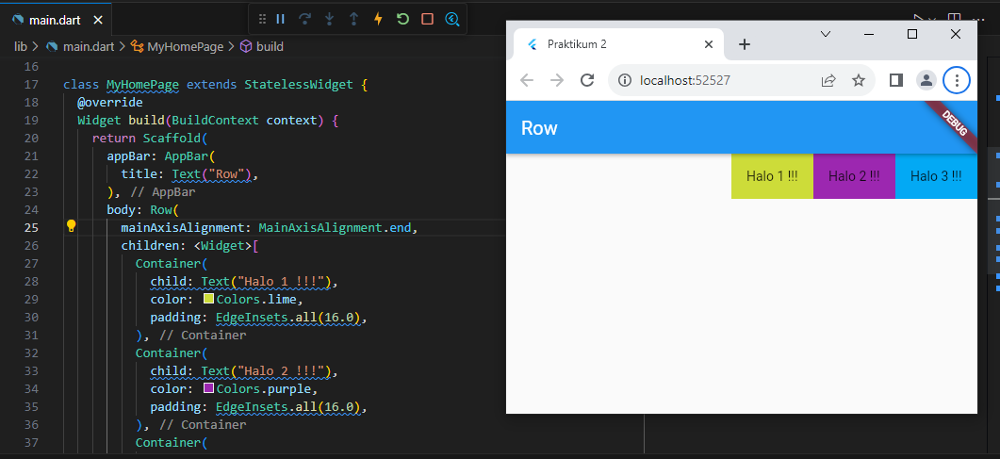 main.dart
lib > main.dart > MyHomePage > build
16
17 class MyHomePage extends StatelessWidget {
18 @override
19 Widget build(BuildContext context) {
20 return Scaffold(
21 appBar: AppBar(
22 title: Text("Row"),
23 ), // AppBar
24 body: Row(
25 mainAxisAlignment: MainAxisAlignment.end,
26 children: <Widget>[
27 Container(
28 child: Text("Halo 1 !!!"),
29 color: Colors.lime,
30 padding: EdgeInsets.all(16.0),
31 ), // Container
32 Container(
33 child: Text("Halo 2 !!!"),
34 color: Colors.purple,
35 padding: EdgeInsets.all(16.0),
36 ), // Container
37 Container(
Praktikum 2
localhost:52527
Row
DEBUG
Halo 1 !!! Halo 2 !!! Halo 3 !!!